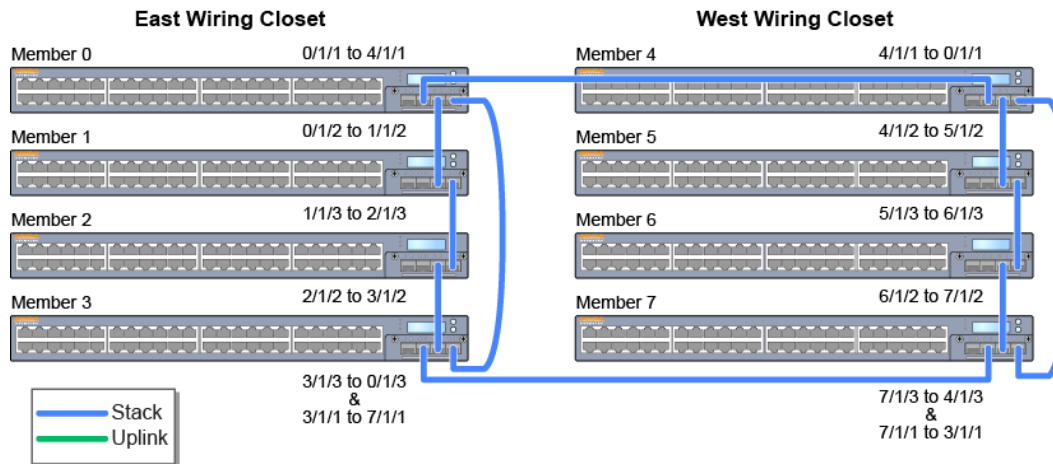 East Wiring Closet
West Wiring Closet
Member 0
0/1/1 to 4/1/1
Member 4
4/1/1 to 0/1/1
0/1/2 to 1/1/2
4/1/2 to 5/1/2
Member 1
Member 5
1/1/3 to 2/1/3
5/1/3 to 6/1/3
Member 2
Member 6
2/1/2 to 3/1/2
6/1/2 to 7/1/2
Member 3
Member 7
3/1/3 to 0/1/3
&
3/1/1 to 7/1/1
7/1/3 to 4/1/3
&
7/1/1 to 3/1/1
Stack
Uplink